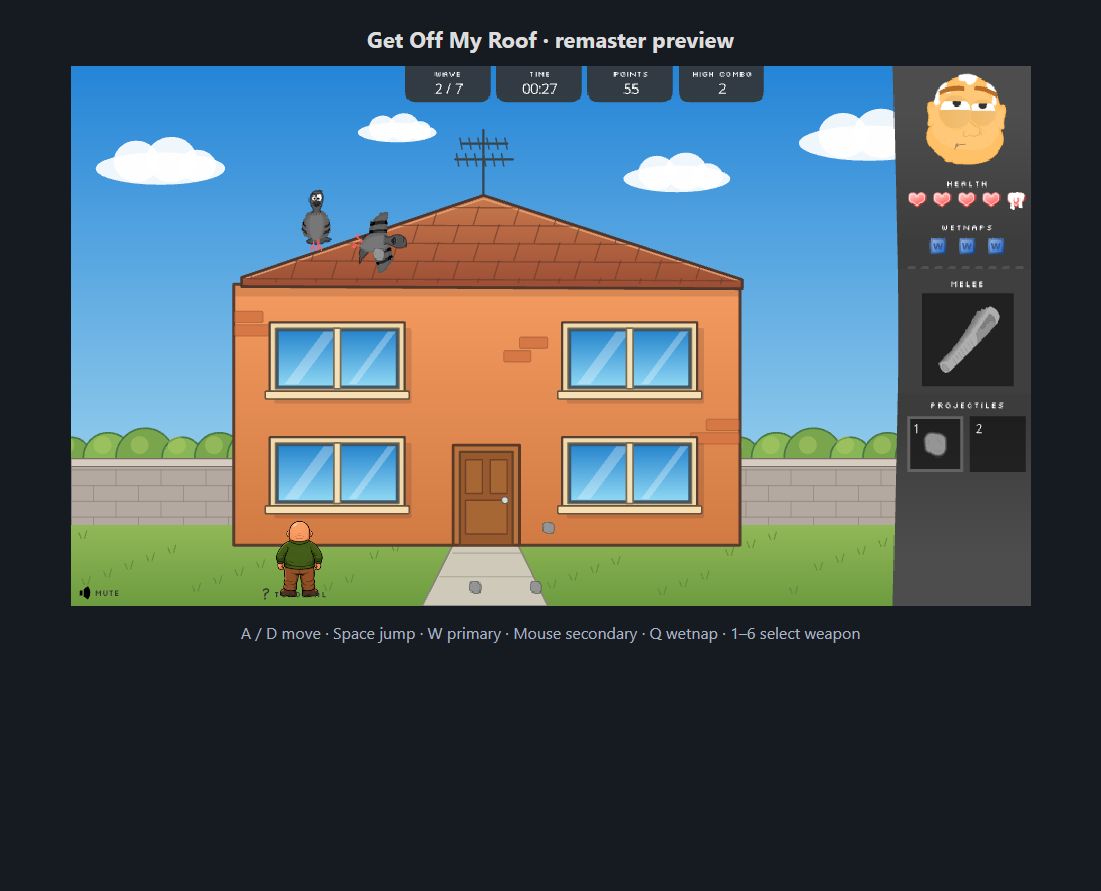 Get Off My Roof · remaster preview
WAVE
2 / 7
TIME
00:27
POINTS
55
HIGH COMBO
2
HEALTH
WETNAPS
W W W
MELEE
PROJECTILES
1 2
MUTE
?
A / D move · Space jump · W primary · Mouse secondary · Q wetnap · 1–6 select weapon